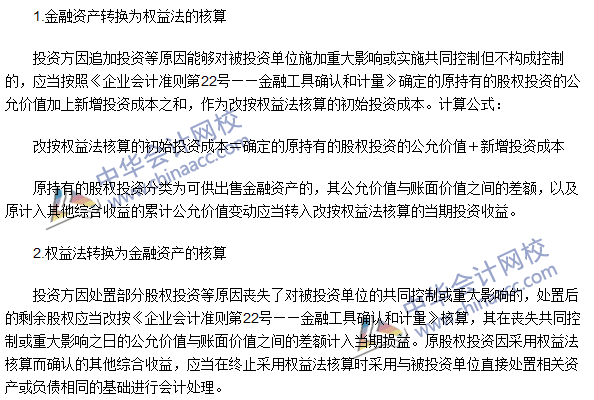 1.金融资产转换为权益法的核算
投资方因追加投资等原因能够对被投资单位施加重大影响或实施共同控制但不构成控制
的，应当按照《企业会计准则第22号——金融工具确认和计量》确定的原持有的股权投资的公
允价值加上新增投资成本之和，作为改按权益法核算的初始投资成本。计算公式：
改按权益法核算的初始投资成本＝确定的原持有的股权投资的公允价值＋新增投资成本
原持有的股权投资分类为可供出售金融资产的，其公允价值与账面价值之间的差额，以及
原计入其他综合收益的累计公允价值变动应当转入改按权益法核算的当期投资收益。
2.权益法转换为金融资产的核算
投资方因处置部分股权投资等原因丧失了对被投资单位的共同控制或重大影响的，处置后
的剩余股权应当改按《企业会计准则第22号——金融工具确认和计量》核算，其在丧失共同控
制或重大影响之日的公允价值与账面价值之间的差额计入当期损益。原股权投资因采用权益法
核算而确认的其他综合收益，应当在终止采用权益法核算时采用与被投资单位直接处置相关资
产或负债相同的基础进行会计处理。
中华会计网校
www.chinaacc.com
中华会计网校
www.chinaacc.com